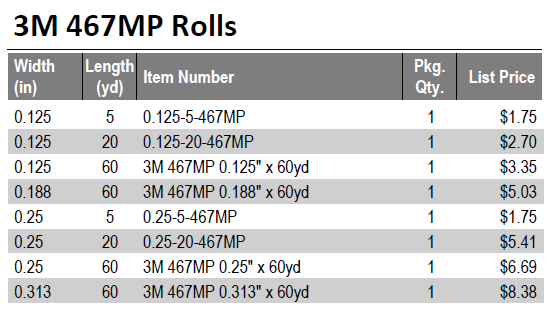 3M 467MP Rolls
Width (in) Length (yd) Item Number Pkg. Qty. List Price
0.125 5 0.125-5-467MP 1 $1.75
0.125 20 0.125-20-467MP 1 $2.70
0.125 60 3M 467MP 0.125" x 60yd 1 $3.35
0.188 60 3M 467MP 0.188" x 60yd 1 $5.03
0.25 5 0.25-5-467MP 1 $1.75
0.25 20 0.25-20-467MP 1 $5.41
0.25 60 3M 467MP 0.25" x 60yd 1 $6.69
0.313 60 3M 467MP 0.313" x 60yd 1 $8.38